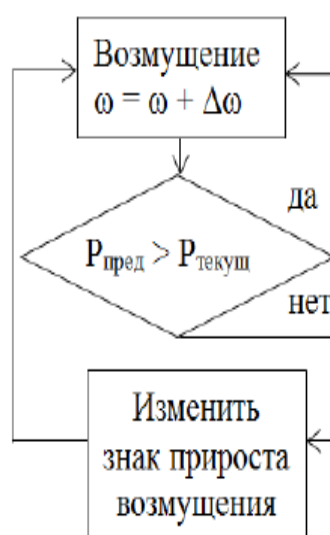 Возмущение
ω = ω + Δω
да
Pпред > Pтекущ
нет
Изменить
знак прироста
возмущения